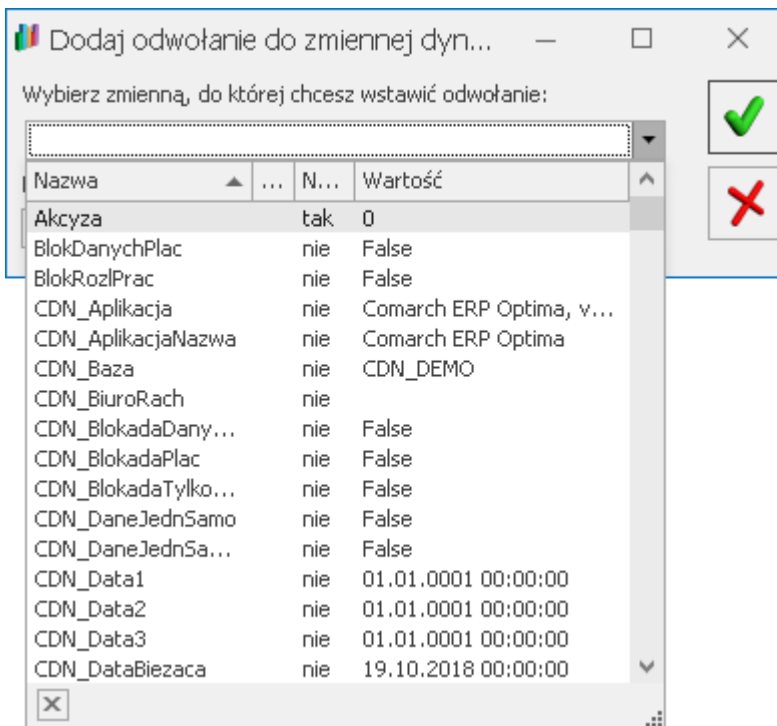 Dodaj odwołanie do zmiennej dyn...
Wybierz zmienną, do której chcesz wstawić odwołanie:
Nazwa ... N... Wartość
Akcyza tak 0
BlokDanychPlac nie False
BlokRozlPrac nie False
CDN_Aplikacja nie Comarch ERP Optima, v...
CDN_AplikacjaNazwa nie Comarch ERP Optima
CDN_Baza nie CDN_DEMO
CDN_BiuroRach nie
CDN_BlokadaDany... nie False
CDN_BlokadaPlac nie False
CDN_BlokadaTylko... nie False
CDN_DaneJednSamo nie False
CDN_DaneJednSa... nie False
CDN_Data1 nie 01.01.0001 00:00:00
CDN_Data2 nie 01.01.0001 00:00:00
CDN_Data3 nie 01.01.0001 00:00:00
CDN_DataBiezaca nie 19.10.2018 00:00:00